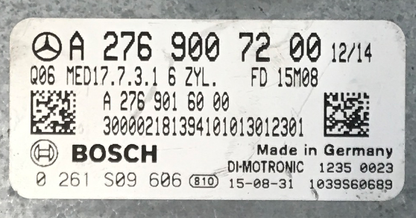 A 276 900 72 00 12/14
Q06 MED17.7.3.1 6 ZYL. FD 15M08
A 276 901 60 00
300002181394101013012301
BOSCH Made in Germany
DI-MOTRONIC 1235 0023
0 261 S09 606 810 15-08-31 1039S60689